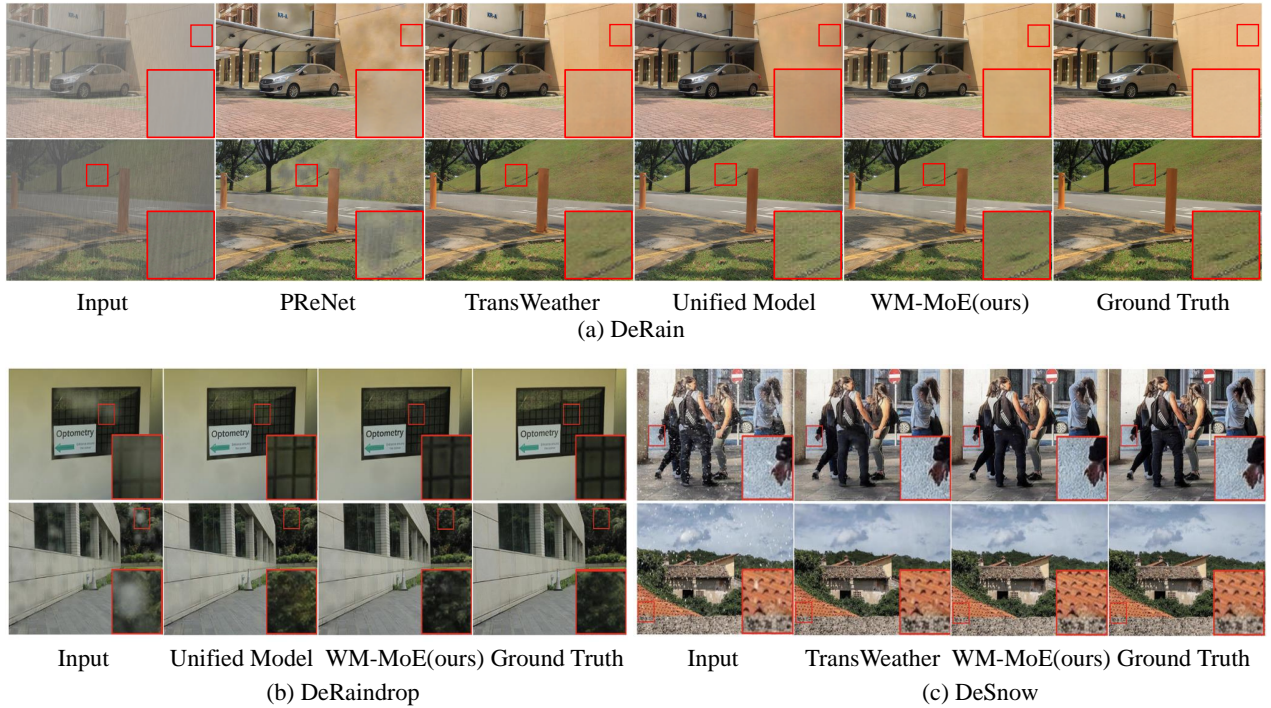 Input PReNet TransWeather Unified Model WM-MoE(ours) Ground Truth
(a) DeRain
Optometry Optometry Optometry Optometry
Input Unified Model WM-MoE(ours) Ground Truth
(b) DeRaindrop
Input TransWeather WM-MoE(ours) Ground Truth
(c) DeSnow